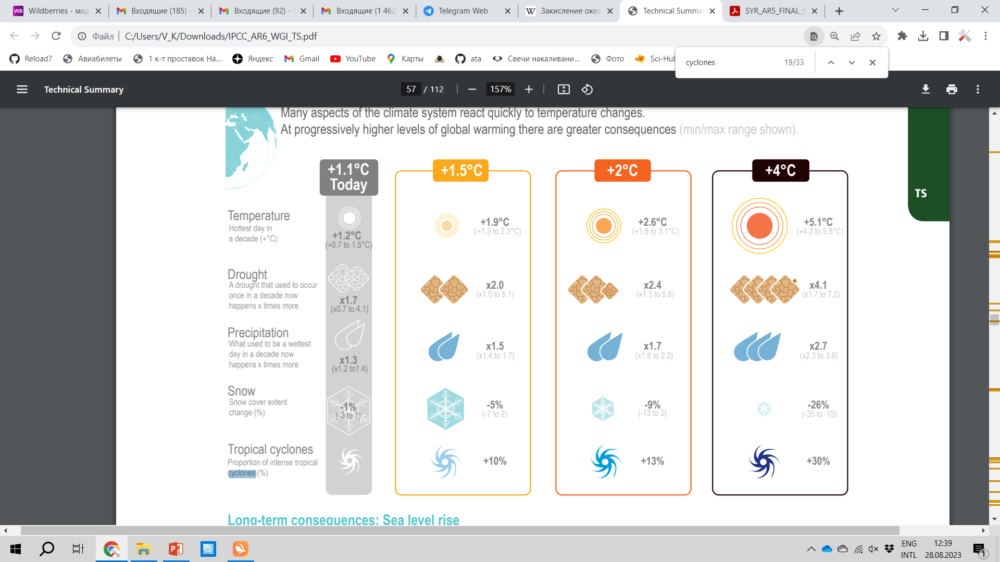 WB Wildberries - мод
Входящие (185) -
Входящие (92) -
Входящие (1 462
Telegram Web
W Закисление океа
Technical Summa
SYR_AR5_FINAL_f
Файл C:/Users/V_K/Downloads/IPCC_AR6_WGI_TS.pdf
Reload?
Авиабилеты
1 к-т проставок На...
Яндекс
Gmail
YouTube
Карты
ata
Свечи накаливани...
Фото
Sci-Hub
cyclones 19/33
Technical Summary
57 / 112
157%
Many aspects of the climate system react quickly to temperature changes.
At progressively higher levels of global warming there are greater consequences (min/max range shown).
TS
+1.1°C
Today
+1.5°C
+2°C
+4°C
Temperature
Hottest day in
a decade (+°C)
+1.2°C
(+0.7 to 1.5°C)
+1.9°C
(+1.3 to 2.3°C)
+2.6°C
(+1.8 to 3.1°C)
+5.1°C
(+4.3 to 5.8°C)
Drought
A drought that used to occur
once in a decade now
happens x times more
x1.7
(x0.7 to 4.1)
x2.0
(x1.0 to 5.1)
x2.4
(x1.3 to 5.8)
x4.1
(x1.7 to 7.2)
Precipitation
What used to be a wettest
day in a decade now
happens x times more
x1.3
(x1.2 to1.4)
x1.5
(x1.4 to 1.7)
x1.7
(x1.6 to 2.0)
x2.7
(x2.3 to 3.6)
Snow
Snow cover extent
change (%)
-1%
(-3 to 1)
-5%
(-7 to 2)
-9%
(-13 to 2)
-26%
(-35 to -15)
Tropical cyclones
Proportion of intense tropical
cyclones (%)
+10%
+13%
+30%
Long-term consequences: Sea level rise
ENG
INTL
12:39
28.08.2023
1